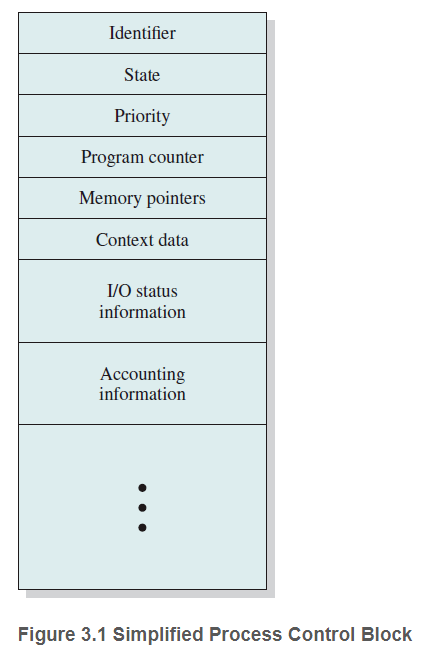 Identifier
State
Priority
Program counter
Memory pointers
Context data
I/O status
information
Accounting
information
Figure 3.1 Simplified Process Control Block